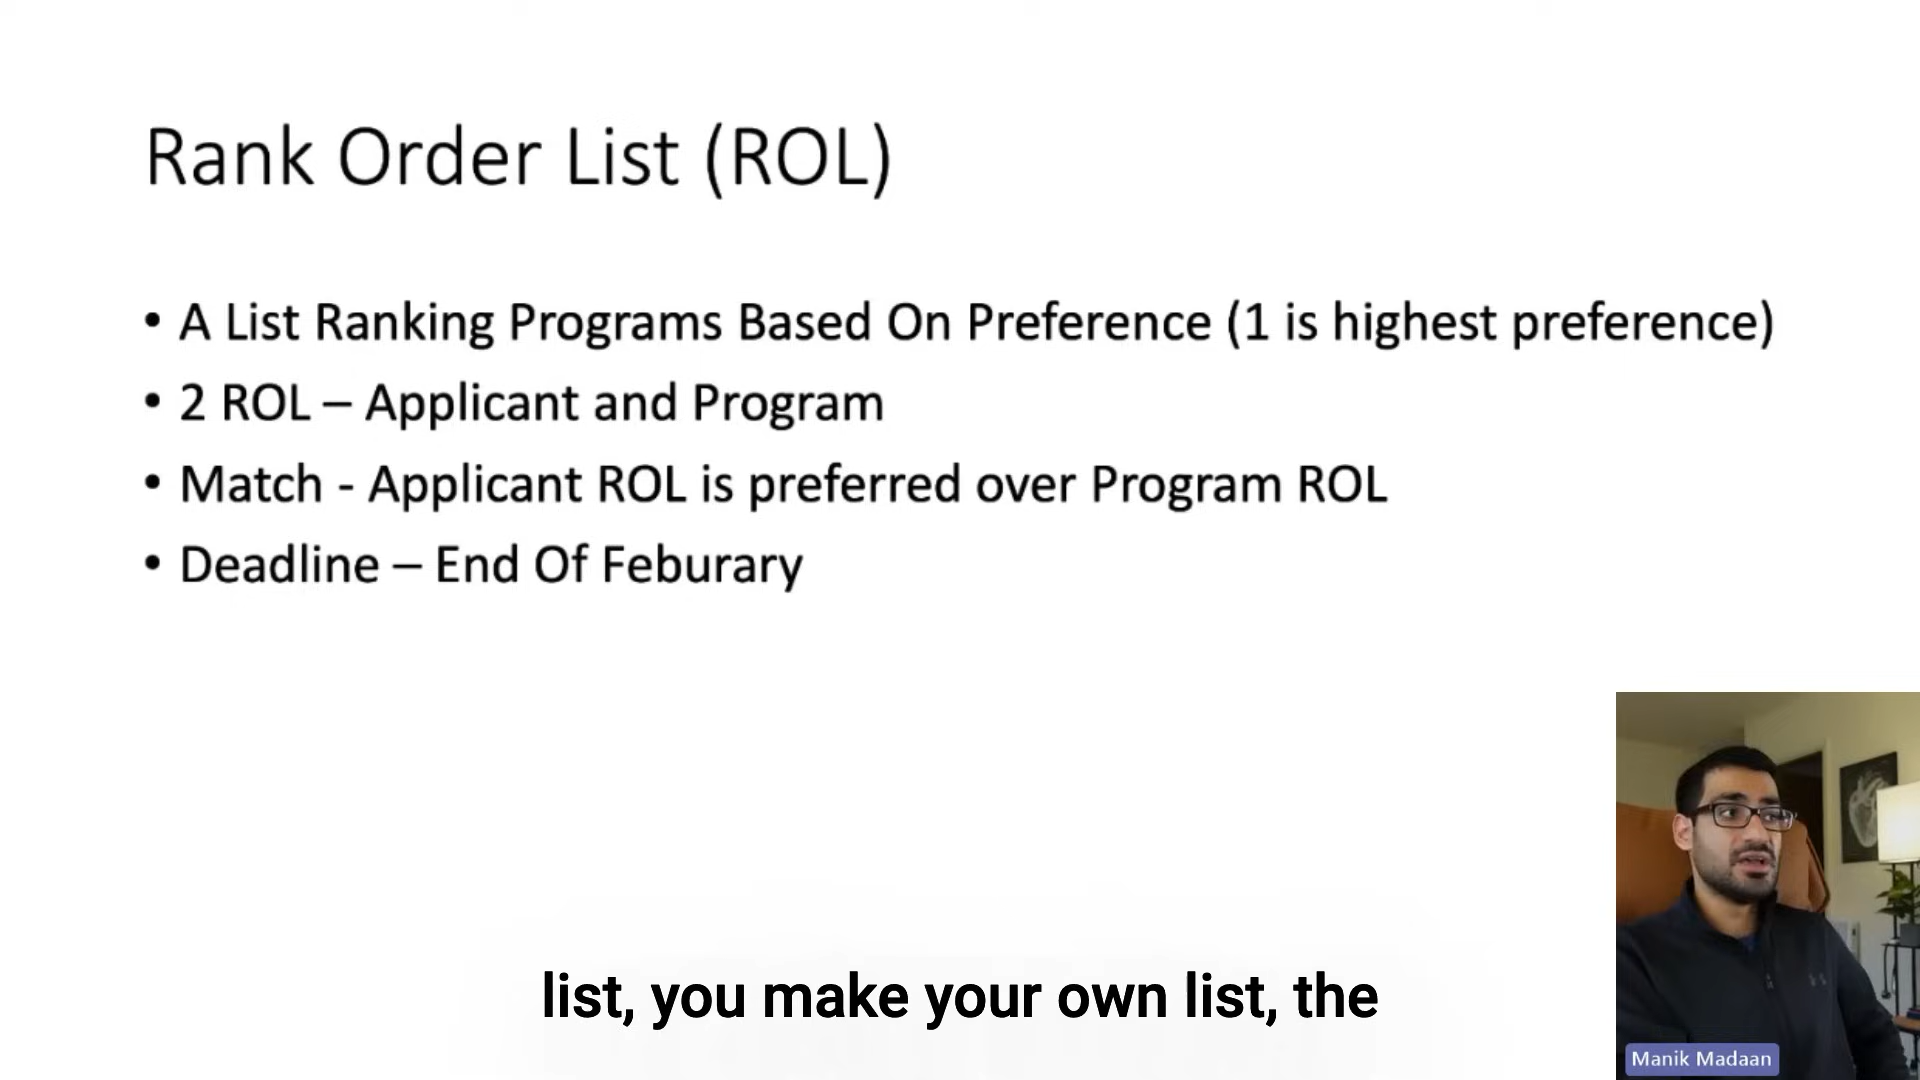 Rank Order List (ROL)
• A List Ranking Programs Based On Preference (1 is highest preference)
• 2 ROL – Applicant and Program
• Match - Applicant ROL is preferred over Program ROL
• Deadline – End Of Feburary
list, you make your own list, the
Manik Madaan